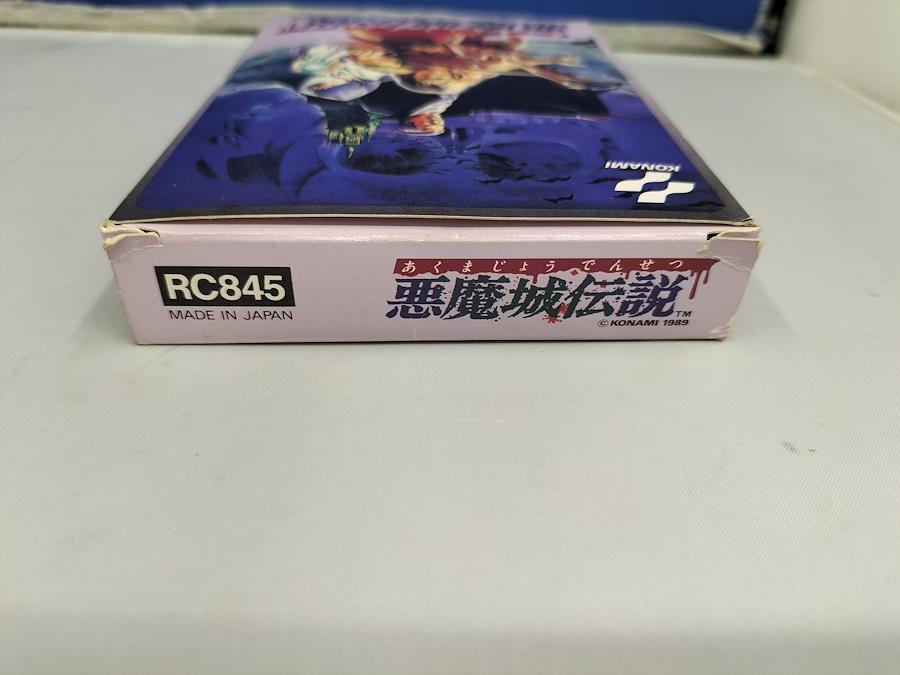 KONAMI
RC845
MADE IN JAPAN
あくまじょうでんせつ
悪魔城伝説™
© KONAMI 1989